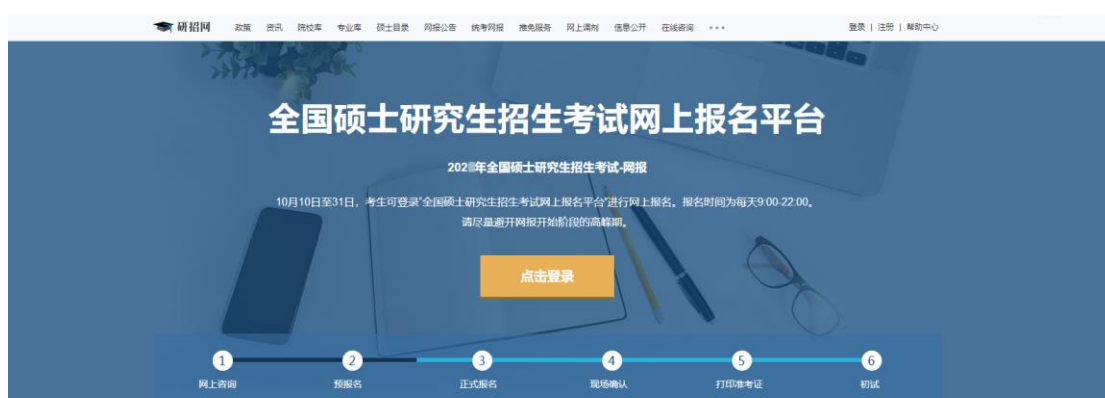 研招网 政策 资讯 院校库 专业库 硕士目录 网报公告 统考网报 推免服务 网上调剂 信息公开 在线咨询 ••• 登录 | 注册 | 帮助中心
全国硕士研究生招生考试网上报名平台
202 年全国硕士研究生招生考试-网报
10月10日至31日，考生可登录"全国硕士研究生招生考试网上报名平台"进行网上报名。报名时间为每天9:00-22:00。
请尽量避开网报开始阶段的高峰期。
点击登录
1 2 3 4 5 6
网上咨询 预报名 正式报名 现场确认 打印准考证 初试